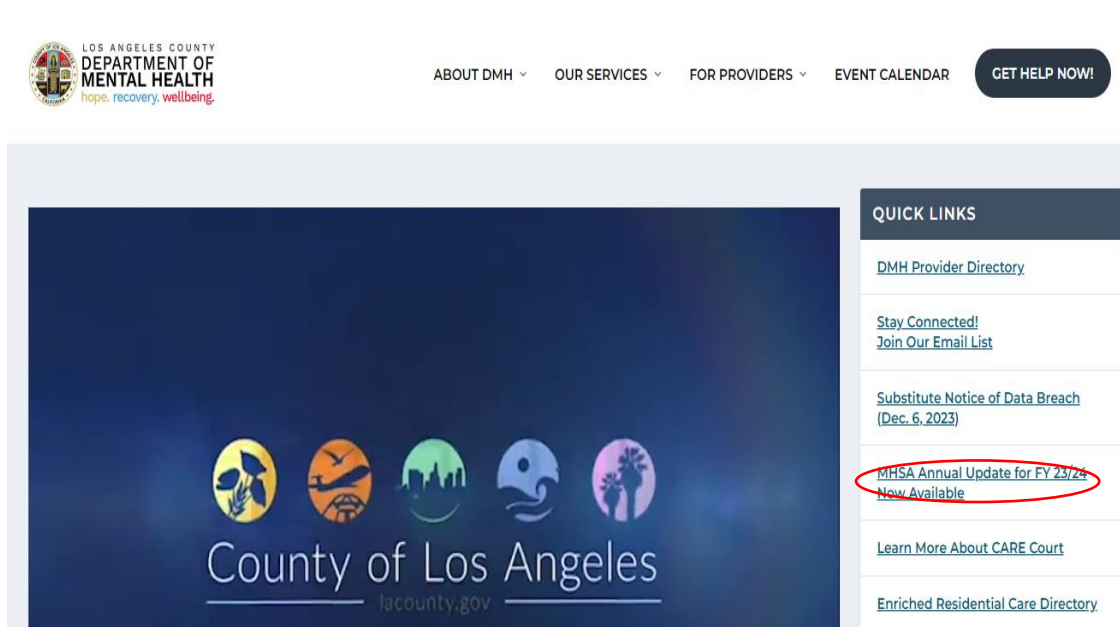 LOS ANGELES COUNTY
DEPARTMENT OF
MENTAL HEALTH
hope. recovery. wellbeing.
ABOUT DMH
OUR SERVICES
FOR PROVIDERS
EVENT CALENDAR
GET HELP NOW!
QUICK LINKS
DMH Provider Directory
Stay Connected!
Join Our Email List
Substitute Notice of Data Breach
(Dec. 6, 2023)
MHSA Annual Update for FY 23/24
Now Available
Learn More About CARE Court
Enriched Residential Care Directory
County of Los Angeles
lacounty.gov